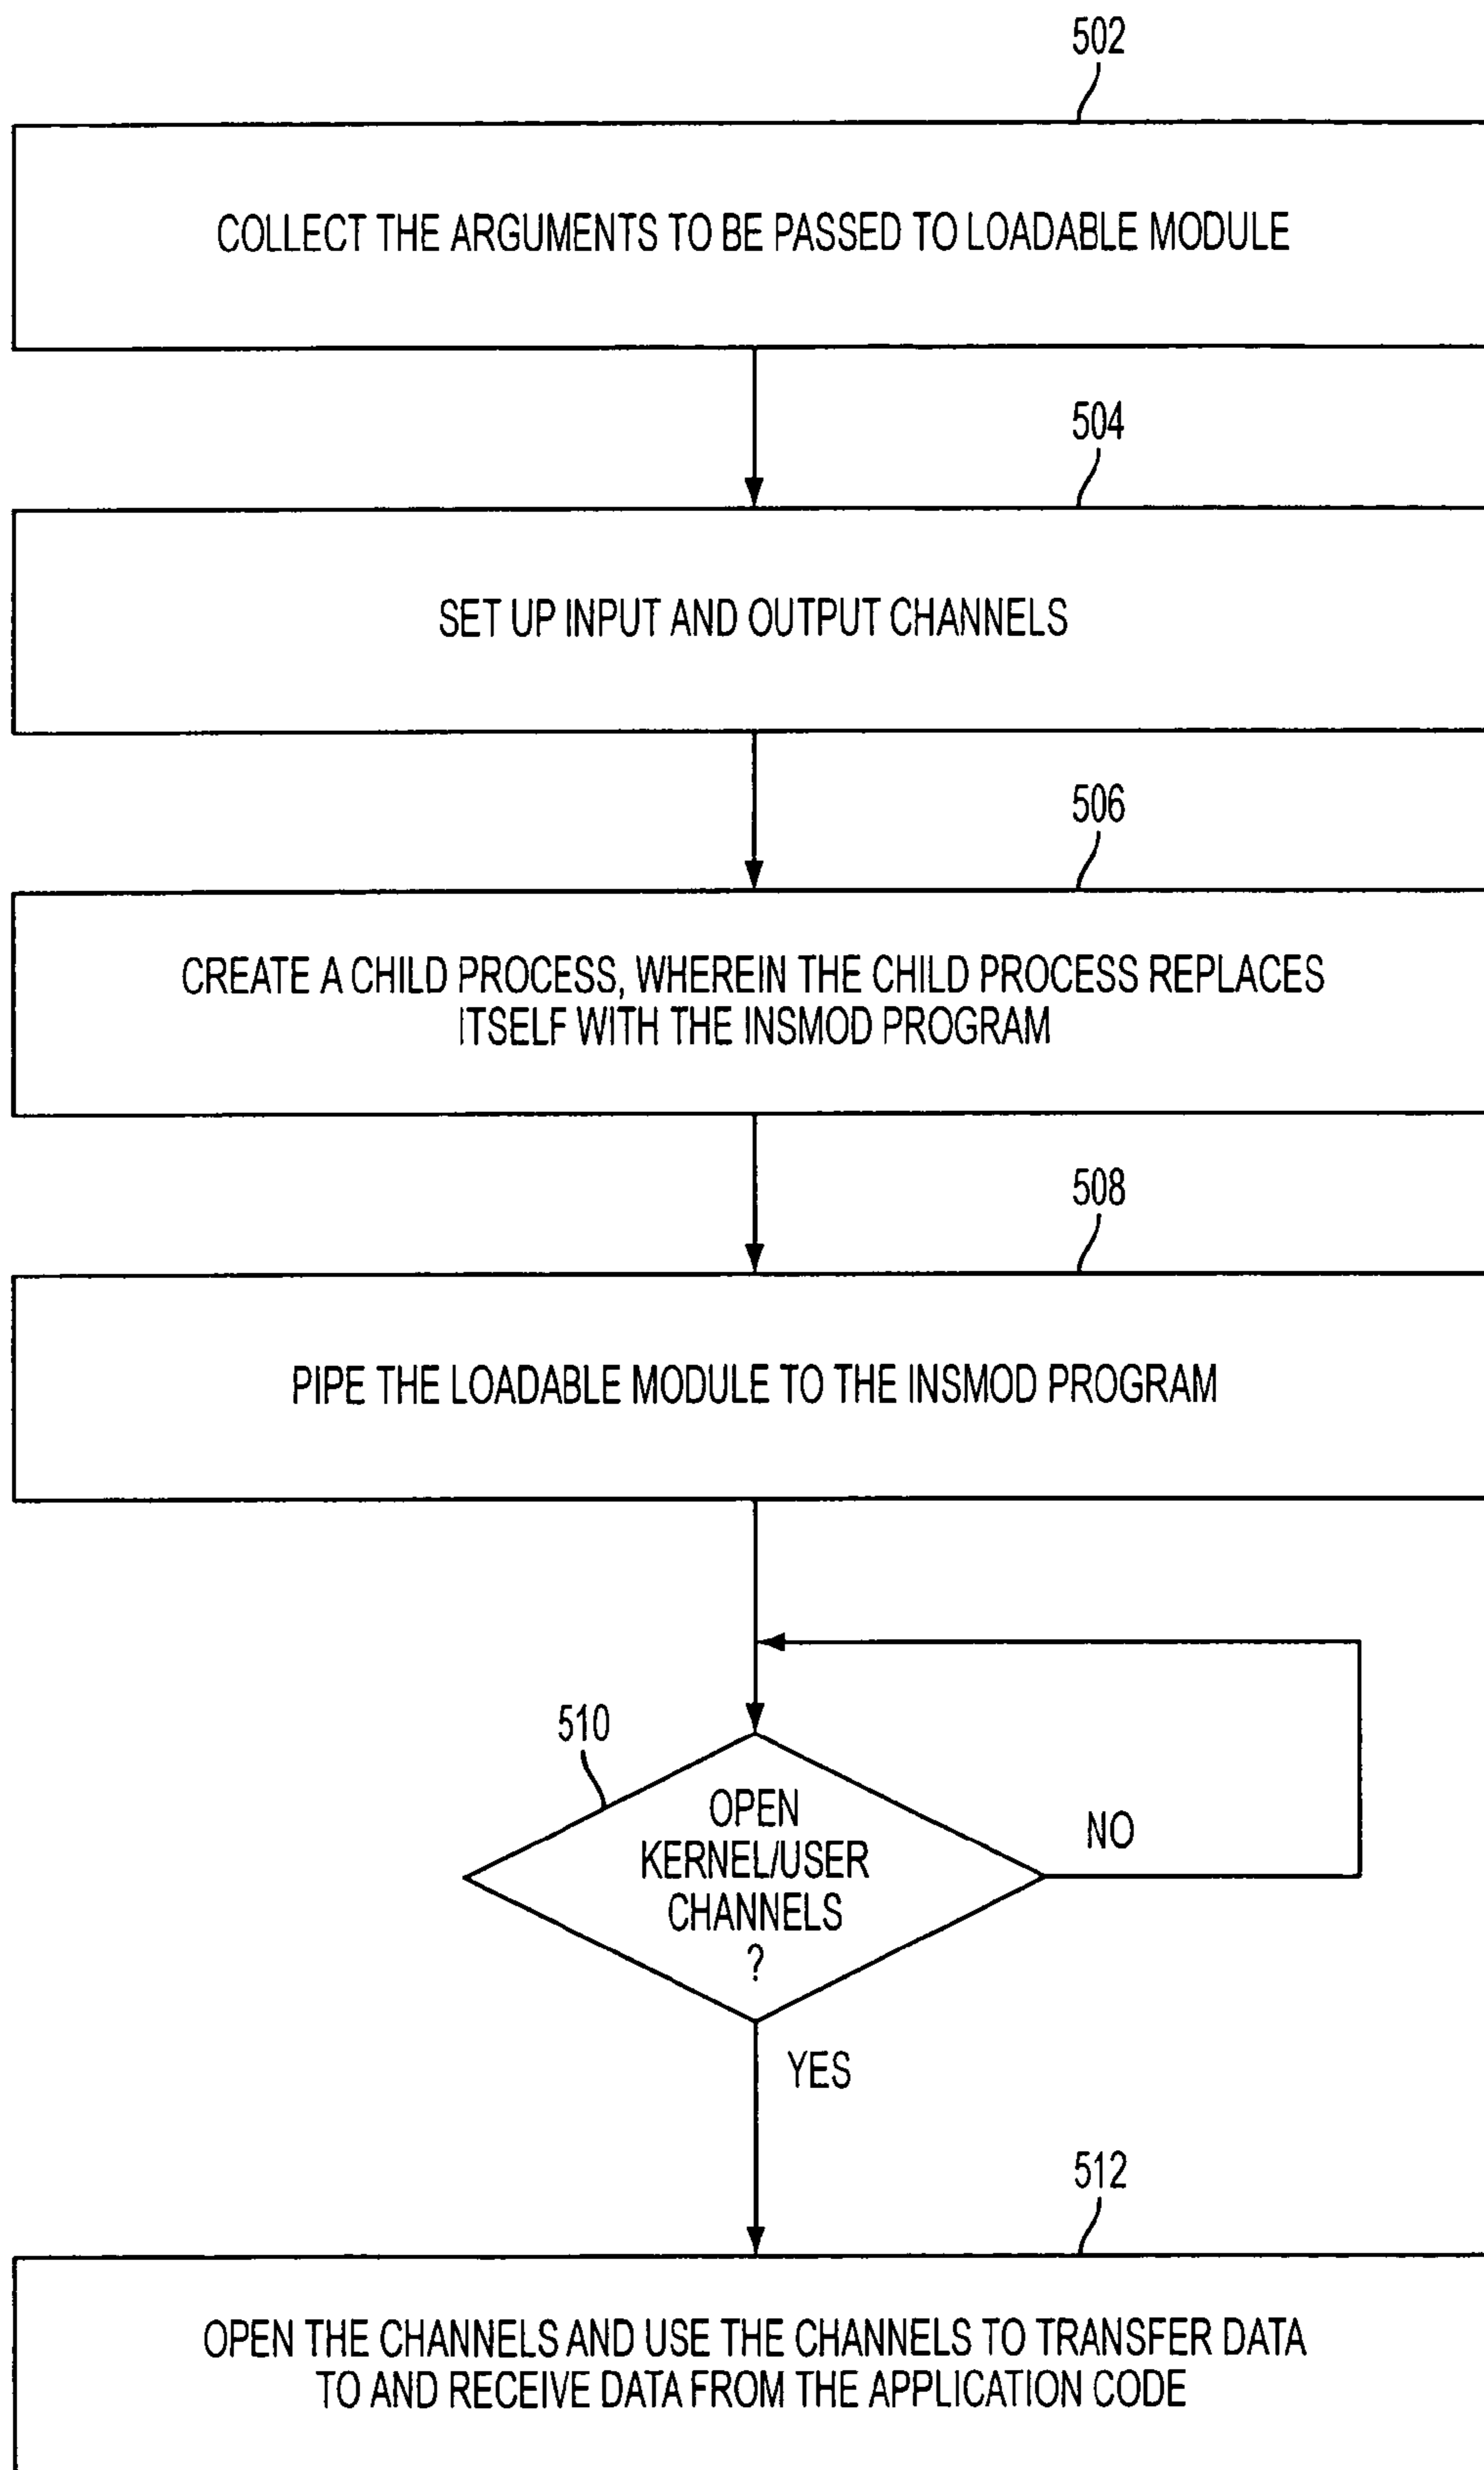 502
COLLECT THE ARGUMENTS TO BE PASSED TO LOADABLE MODULE
504
SET UP INPUT AND OUTPUT CHANNELS
506
CREATE A CHILD PROCESS, WHEREIN THE CHILD PROCESS REPLACES
ITSELF WITH THE INSMOD PROGRAM
508
PIPE THE LOADABLE MODULE TO THE INSMOD PROGRAM
510
OPEN
KERNEL/USER
CHANNELS
?
NO
YES
512
OPEN THE CHANNELS AND USE THE CHANNELS TO TRANSFER DATA
TO AND RECEIVE DATA FROM THE APPLICATION CODE